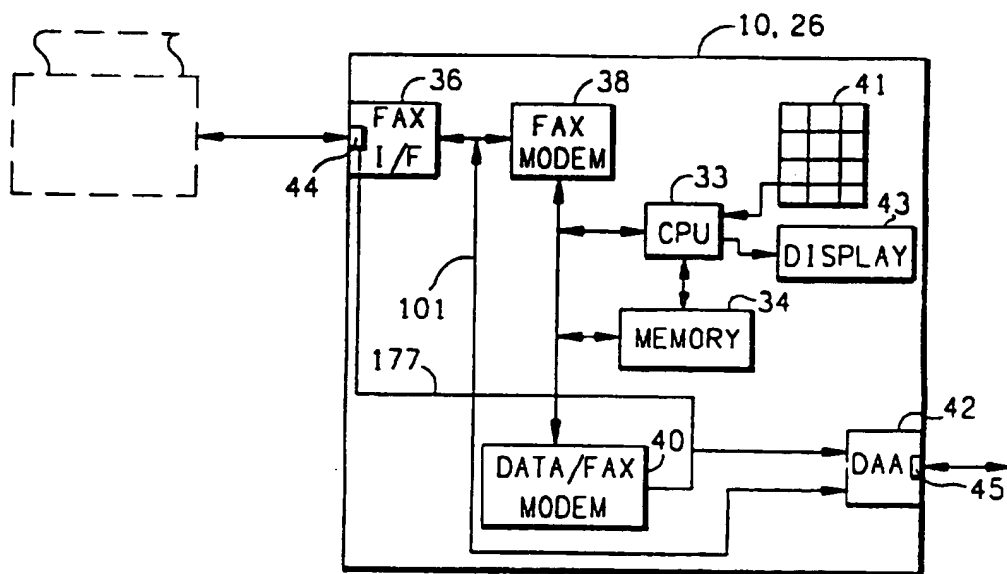 10, 26
36
FAX
I/F
44
38
FAX
MODEM
41
33
CPU
43
DISPLAY
34
MEMORY
101
177
40
DATA/FAX
MODEM
42
DAA
45